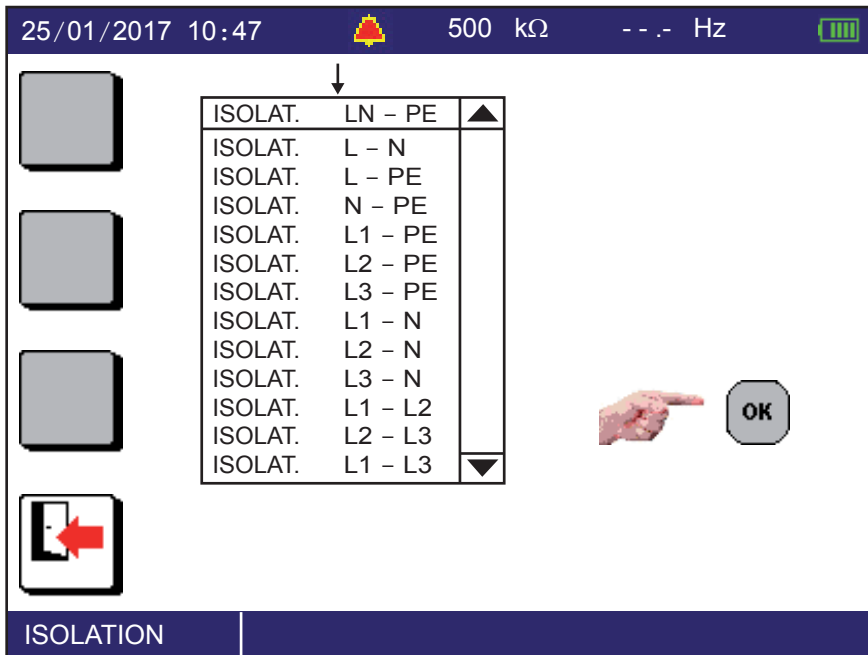 25/01/2017 10:47 500 kΩ - - .- Hz
ISOLAT. LN – PE
ISOLAT. L – N
ISOLAT. L – PE
ISOLAT. N – PE
ISOLAT. L1 – PE
ISOLAT. L2 – PE
ISOLAT. L3 – PE
ISOLAT. L1 – N
ISOLAT. L2 – N
ISOLAT. L3 – N
ISOLAT. L1 – L2
ISOLAT. L2 – L3
ISOLAT. L1 – L3
OK
ISOLATION